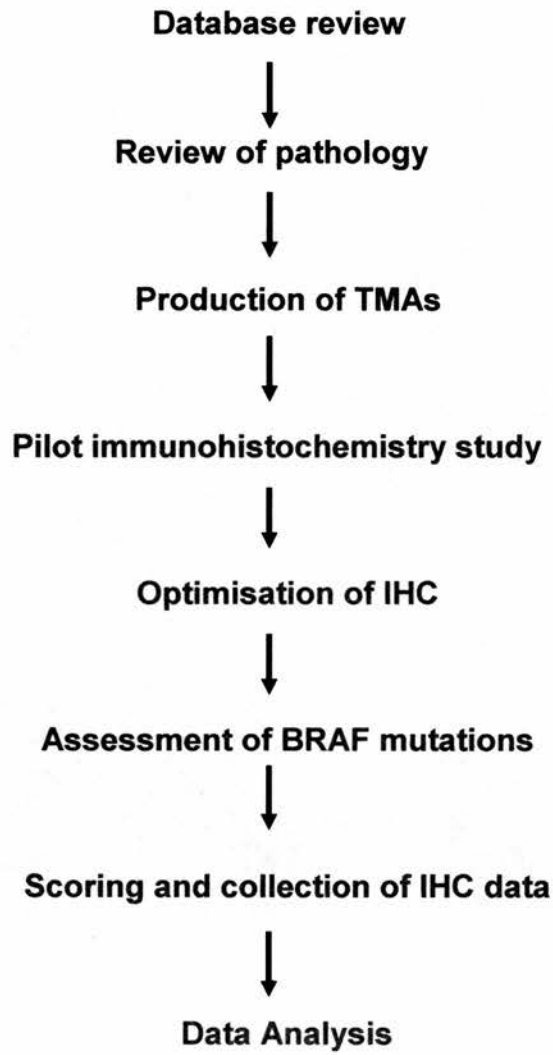 Database review
Review of pathology
Production of TMAs
Pilot immunohistochemistry study
Optimisation of IHC
Assessment of BRAF mutations
Scoring and collection of IHC data
Data Analysis